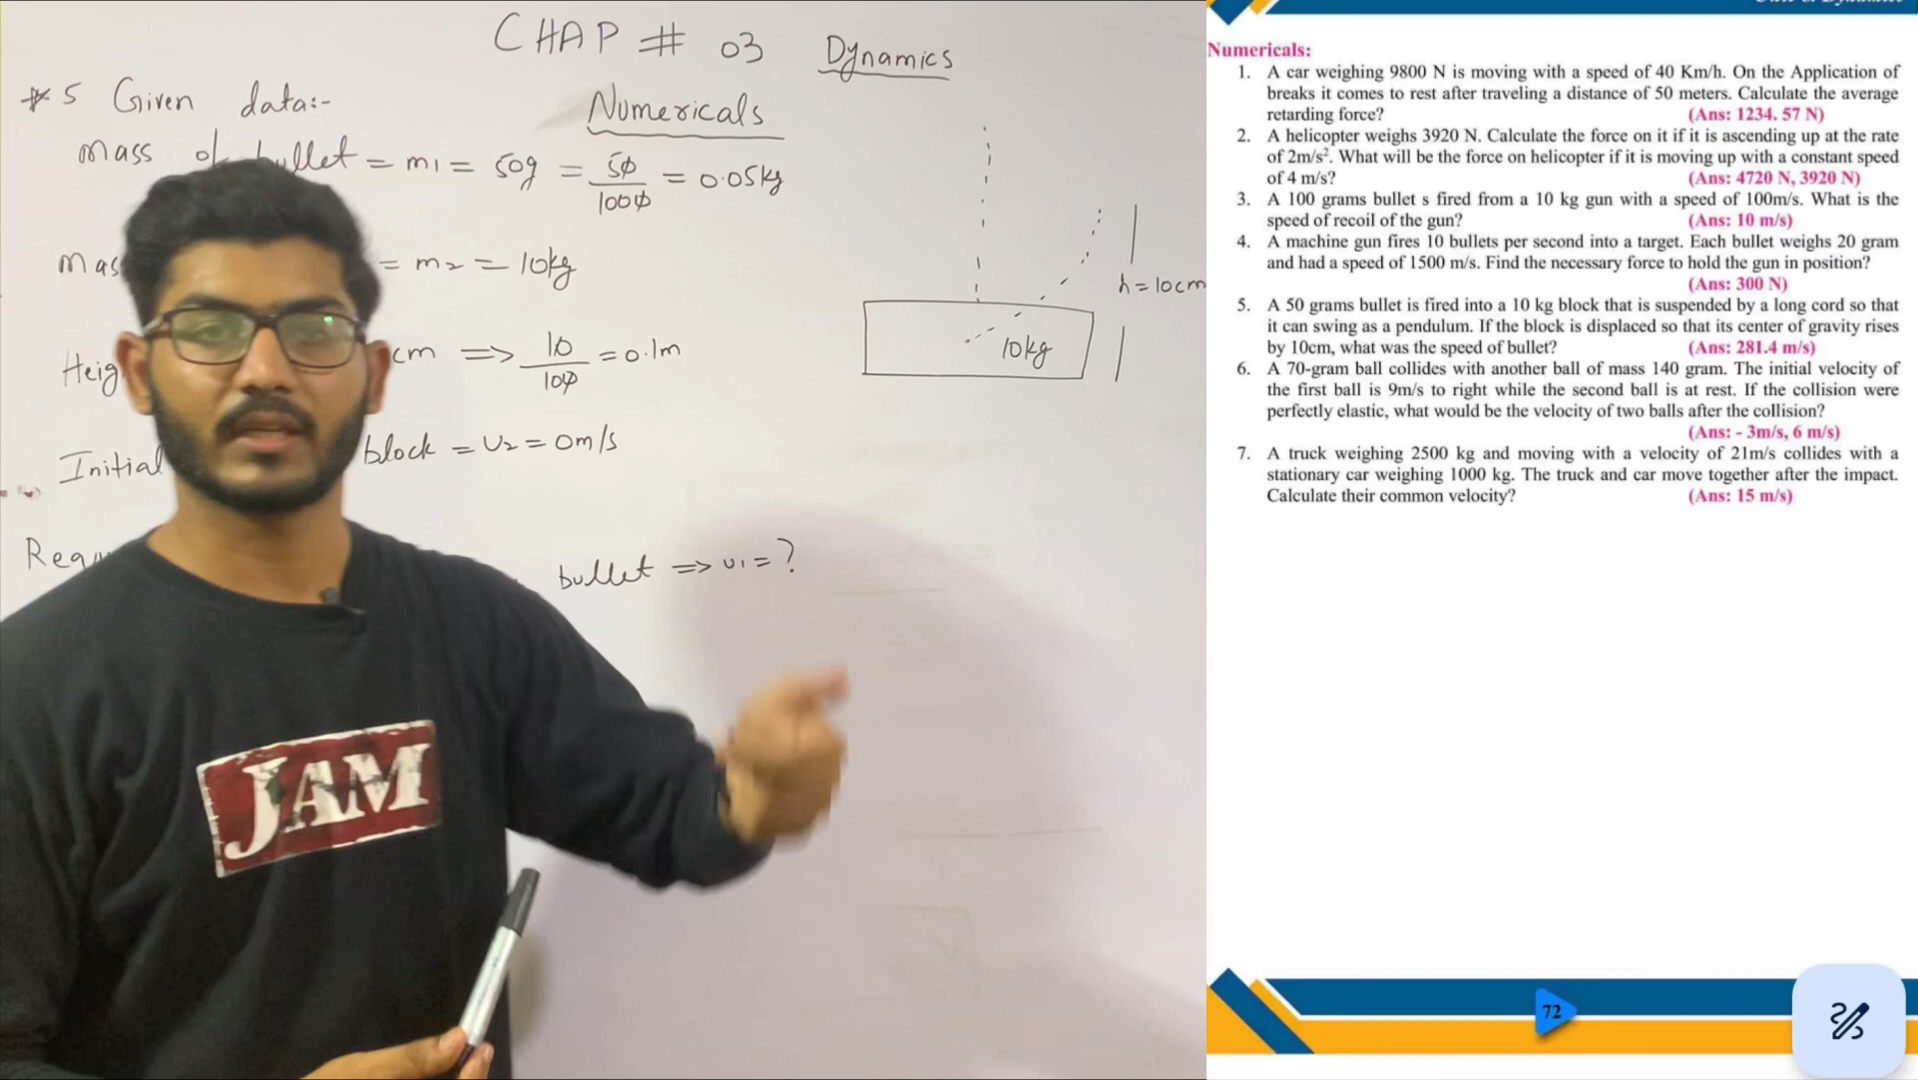 CHAP # 03 Dynamics
Numericals
* 5 Given data:-
Mass of bullet = m1 = 50g = 50/1000 = 0.05kg
= m2 = 10kg
cm => 10/100 = 0.1m
Initial block = U2 = 0m/s
bullet => U1 = ?
h = 10cm
10kg
JAM
Numericals:
1. A car weighing 9800 N is moving with a speed of 40 Km/h. On the Application of
breaks it comes to rest after traveling a distance of 50 meters. Calculate the average
retarding force? (Ans: 1234. 57 N)
2. A helicopter weighs 3920 N. Calculate the force on it if it is ascending up at the rate
of 2m/s². What will be the force on helicopter if it is moving up with a constant speed
of 4 m/s? (Ans: 4720 N, 3920 N)
3. A 100 grams bullet s fired from a 10 kg gun with a speed of 100m/s. What is the
speed of recoil of the gun? (Ans: 10 m/s)
4. A machine gun fires 10 bullets per second into a target. Each bullet weighs 20 gram
and had a speed of 1500 m/s. Find the necessary force to hold the gun in position?
(Ans: 300 N)
5. A 50 grams bullet is fired into a 10 kg block that is suspended by a long cord so that
it can swing as a pendulum. If the block is displaced so that its center of gravity rises
by 10cm, what was the speed of bullet? (Ans: 281.4 m/s)
6. A 70-gram ball collides with another ball of mass 140 gram. The initial velocity of
the first ball is 9m/s to right while the second ball is at rest. If the collision were
perfectly elastic, what would be the velocity of two balls after the collision?
(Ans: - 3m/s, 6 m/s)
7. A truck weighing 2500 kg and moving with a velocity of 21m/s collides with a
stationary car weighing 1000 kg. The truck and car move together after the impact.
Calculate their common velocity? (Ans: 15 m/s)
72